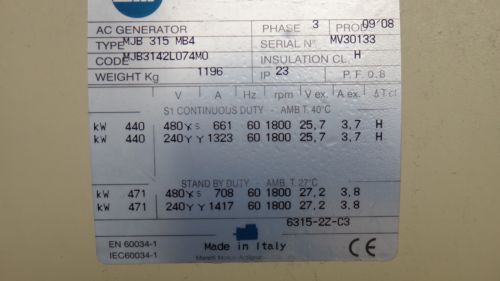 AC GENERATOR PHASE 3 PROD. 09'08
TYPE MJB 315 MB4 SERIAL N° MV30133
CODE MJB3142L074M0 INSULATION CL. H
WEIGHT Kg 1196 IP 23 P.F. 0.8
V A Hz rpm V ex. A ex. ΔT cl
S1 CONTINUOUS DUTY - AMB T. 40°C
kW 440 480 Y S 661 60 1800 25,7 3,7 H
kW 440 240 Y Y 1323 60 1800 25,7 3,7 H
STAND BY DUTY - AMB. T. 27°C
kW 471 480 Y S 708 60 1800 27,2 3,8
kW 471 240 Y Y 1417 60 1800 27,2 3,8
6315-2Z-C3
EN 60034-1
IEC60034-1
Made in Italy
CE